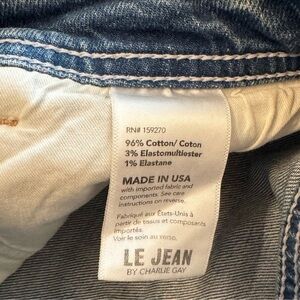 RN# 159270
96% Cotton/ Coton
3% Elastomultiester
1% Elastane
MADE IN USA
with imported fabric and
components. See care
instructions on reverse.
Fabriqué aux États-Unis à
partir de tissus et composants
importés.
Voir le soin au verso.
LE JEAN
BY CHARLIE GAY